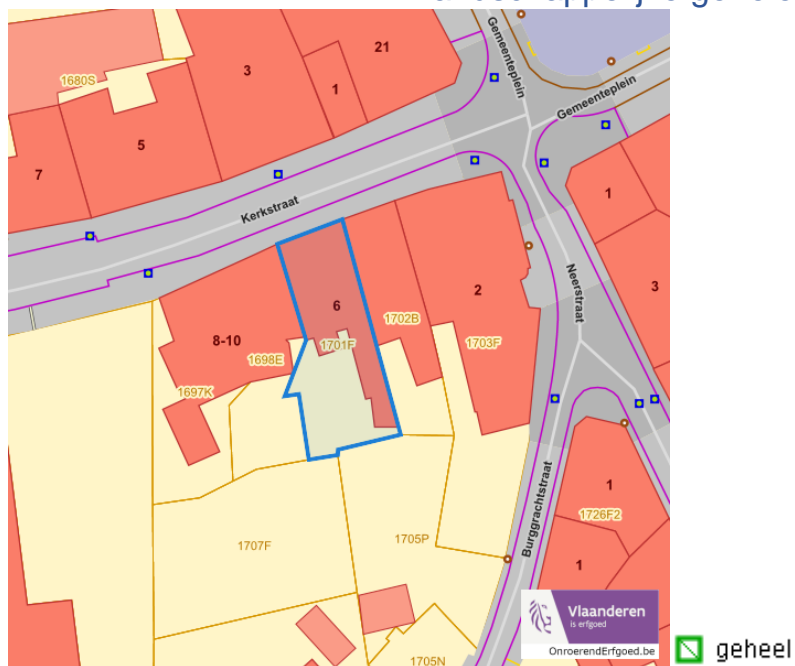 21
Gemeenteplein
3
1680S
1
Gemeenteplein
5
7
Kerkstraat
1
6
2
Neerstraat
3
1702B
8-10
1701F
1703F
1698E
1697K
Burggrachtstraat
1
1726F2
1707F
1705P
1
Vlaanderen
is erfgoed
OnroerendErfgoed.be
geheel
1705N